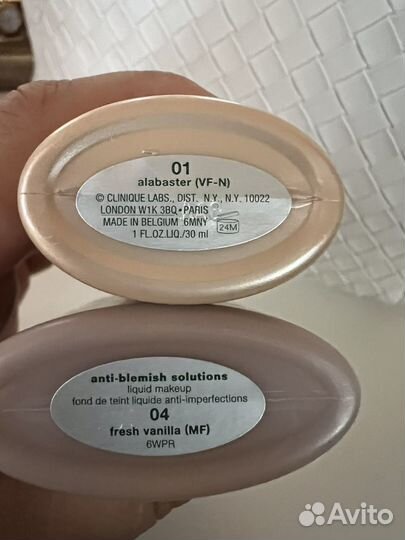 01
alabaster (VF-N)
© CLINIQUE LABS., DIST. N.Y., N.Y. 10022
LONDON W1K 3BQ • PARIS
MADE IN BELGIUM 6MNY
1 FL.OZ.LIQ./30 ml
24M
anti-blemish solutions
liquid makeup
fond de teint liquide anti-imperfections
04
fresh vanilla (MF)
6WPR
Avito